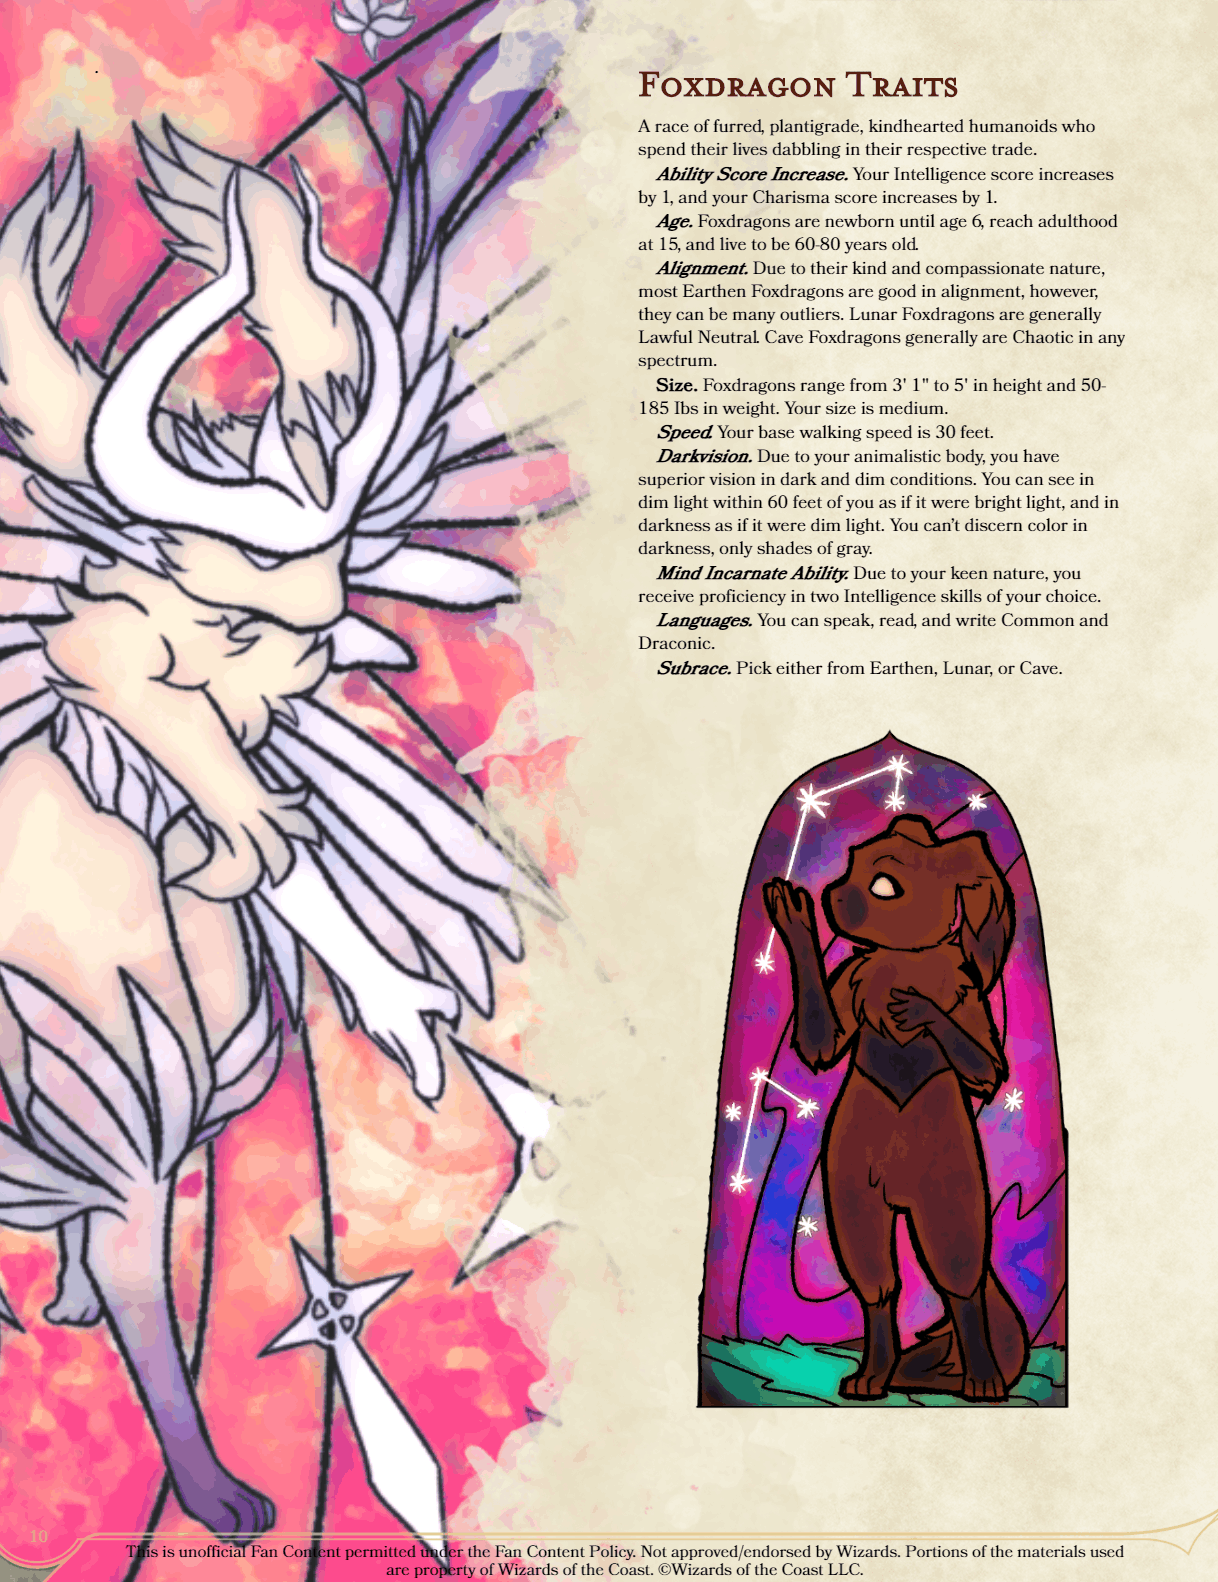 Foxdragon Traits
A race of furred, plantigrade, kindhearted humanoids who
spend their lives dabbling in their respective trade.
Ability Score Increase. Your Intelligence score increases
by 1, and your Charisma score increases by 1.
Age. Foxdragons are newborn until age 6, reach adulthood
at 15, and live to be 60-80 years old.
Alignment. Due to their kind and compassionate nature,
most Earthen Foxdragons are good in alignment, however,
they can be many outliers. Lunar Foxdragons are generally
Lawful Neutral. Cave Foxdragons generally are Chaotic in any
spectrum.
Size. Foxdragons range from 3' 1" to 5' in height and 50-
185 lbs in weight. Your size is medium.
Speed. Your base walking speed is 30 feet.
Darkvision. Due to your animalistic body, you have
superior vision in dark and dim conditions. You can see in
dim light within 60 feet of you as if it were bright light, and in
darkness as if it were dim light. You can't discern color in
darkness, only shades of gray.
Mind Incarnate Ability. Due to your keen nature, you
receive proficiency in two Intelligence skills of your choice.
Languages. You can speak, read, and write Common and
Draconic.
Subrace. Pick either from Earthen, Lunar, or Cave.
10
This is unofficial Fan Content permitted under the Fan Content Policy. Not approved/endorsed by Wizards. Portions of the materials used
are property of Wizards of the Coast. ©Wizards of the Coast LLC.